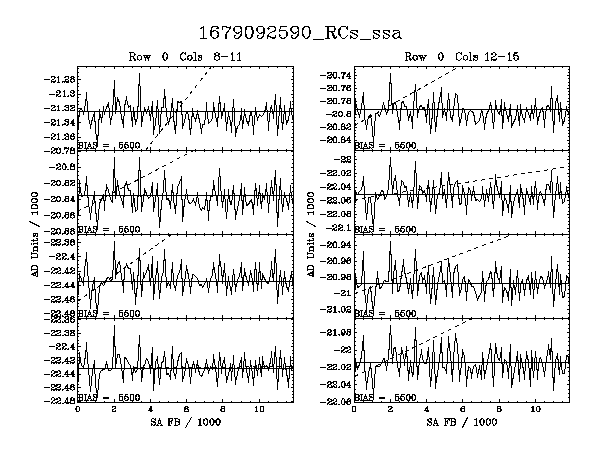 1679092590_RCs_ssa
Row 0 Cols 8-11
Row 0 Cols 12-15
-21.28
-21.3
-21.32
-21.34
-21.36
BIAS = 5500
-20.78
-20.8
-20.82
-20.84
-20.86
-20.88
BIAS = 5500
-22.38
-22.4
-22.42
-22.44
-22.46
-22.48
BIAS = 5500
-22.4
-22.42
-22.44
-22.46
-22.48
BIAS = 5500
-20.74
-20.76
-20.78
-20.8
-20.82
-20.84
BIAS = 5500
-22
-22.02
-22.04
-22.06
-22.08
-22.1
BIAS = 5500
-20.94
-20.96
-20.98
-21
-21.02
BIAS = 5500
-21.98
-22
-22.02
-22.04
-22.06
BIAS = 5500
AD Units / 1000
AD Units / 1000
0 2 4 6 8 10
0 2 4 6 8 10
SA FB / 1000
SA FB / 1000